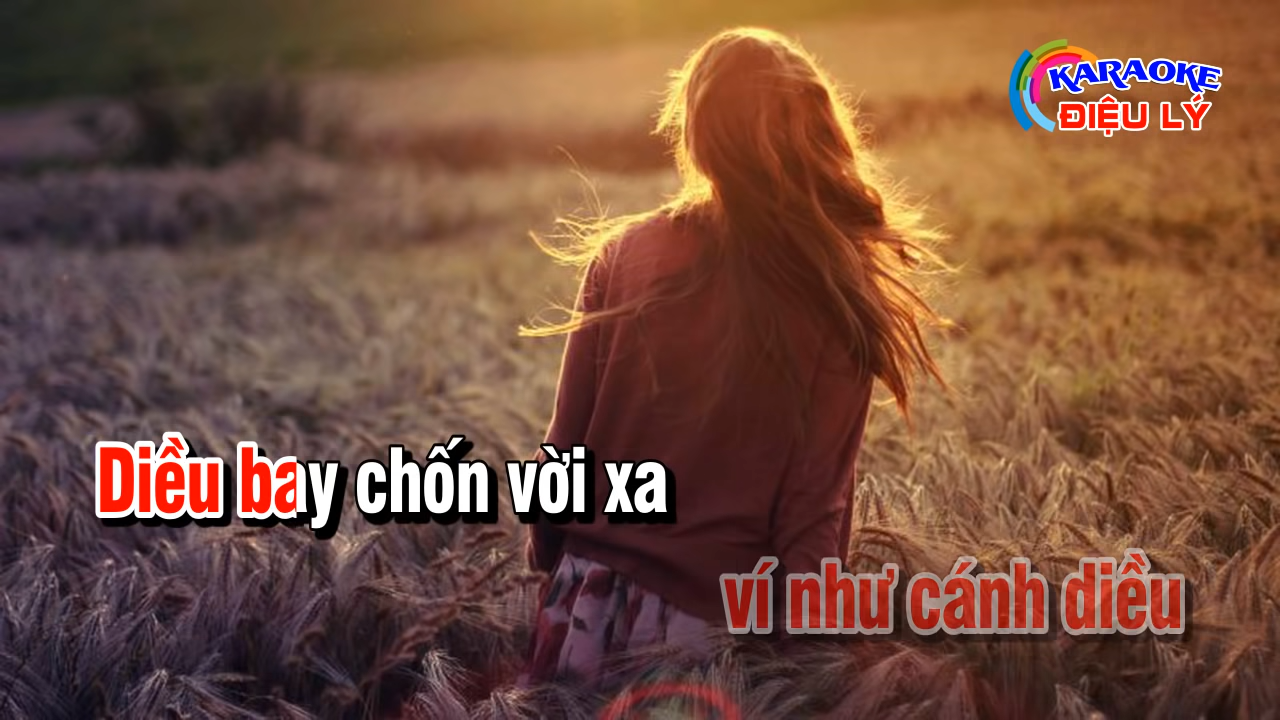 KARAOKE
ĐIỆU LÝ
Diều bay chốn vời xa
ví như cánh diều